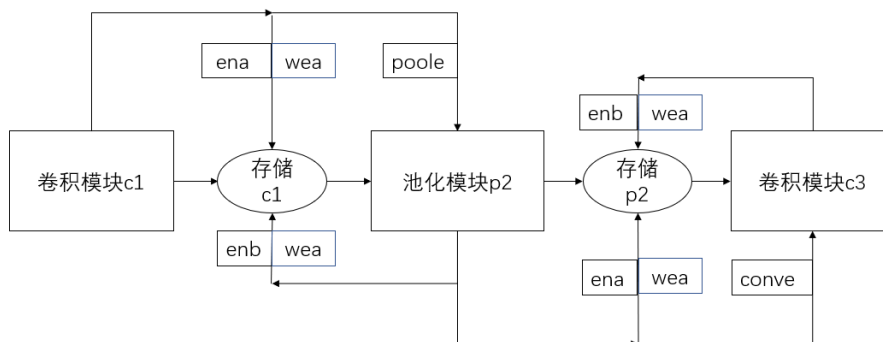 ena wea poole
enb wea
卷积模块c1
存储
c1
池化模块p2
存储
p2
卷积模块c3
enb wea
ena wea conve